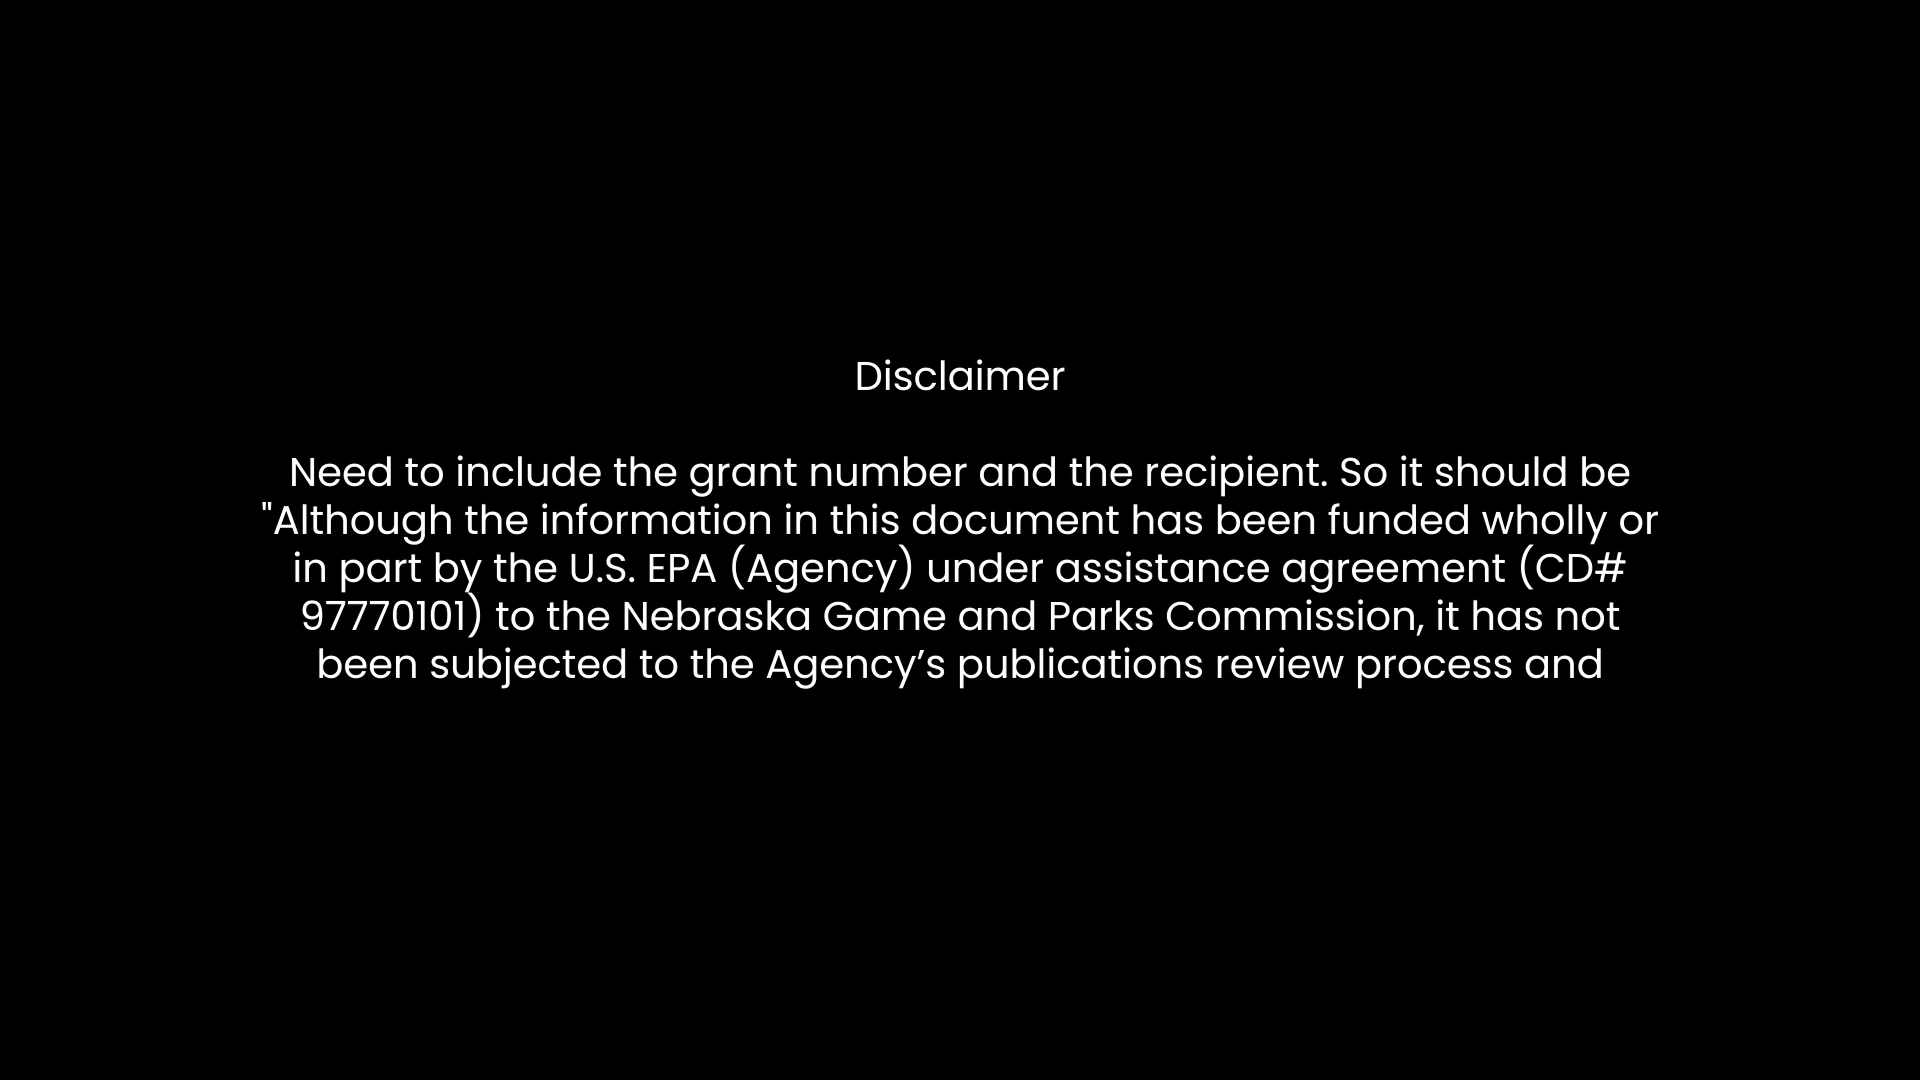 Disclaimer
Need to include the grant number and the recipient. So it should be
"Although the information in this document has been funded wholly or
in part by the U.S. EPA (Agency) under assistance agreement (CD#
97770101) to the Nebraska Game and Parks Commission, it has not
been subjected to the Agency’s publications review process and